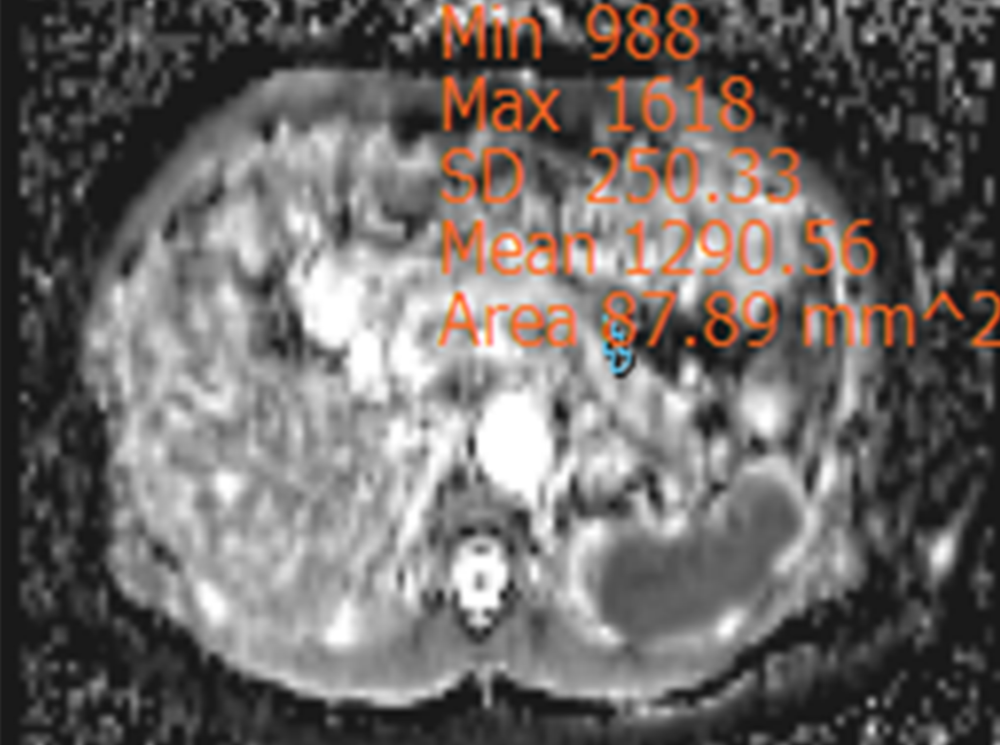 Min 988
Max 1618
SD 250.33
Mean 1290.56
Area 87.89 mm^2